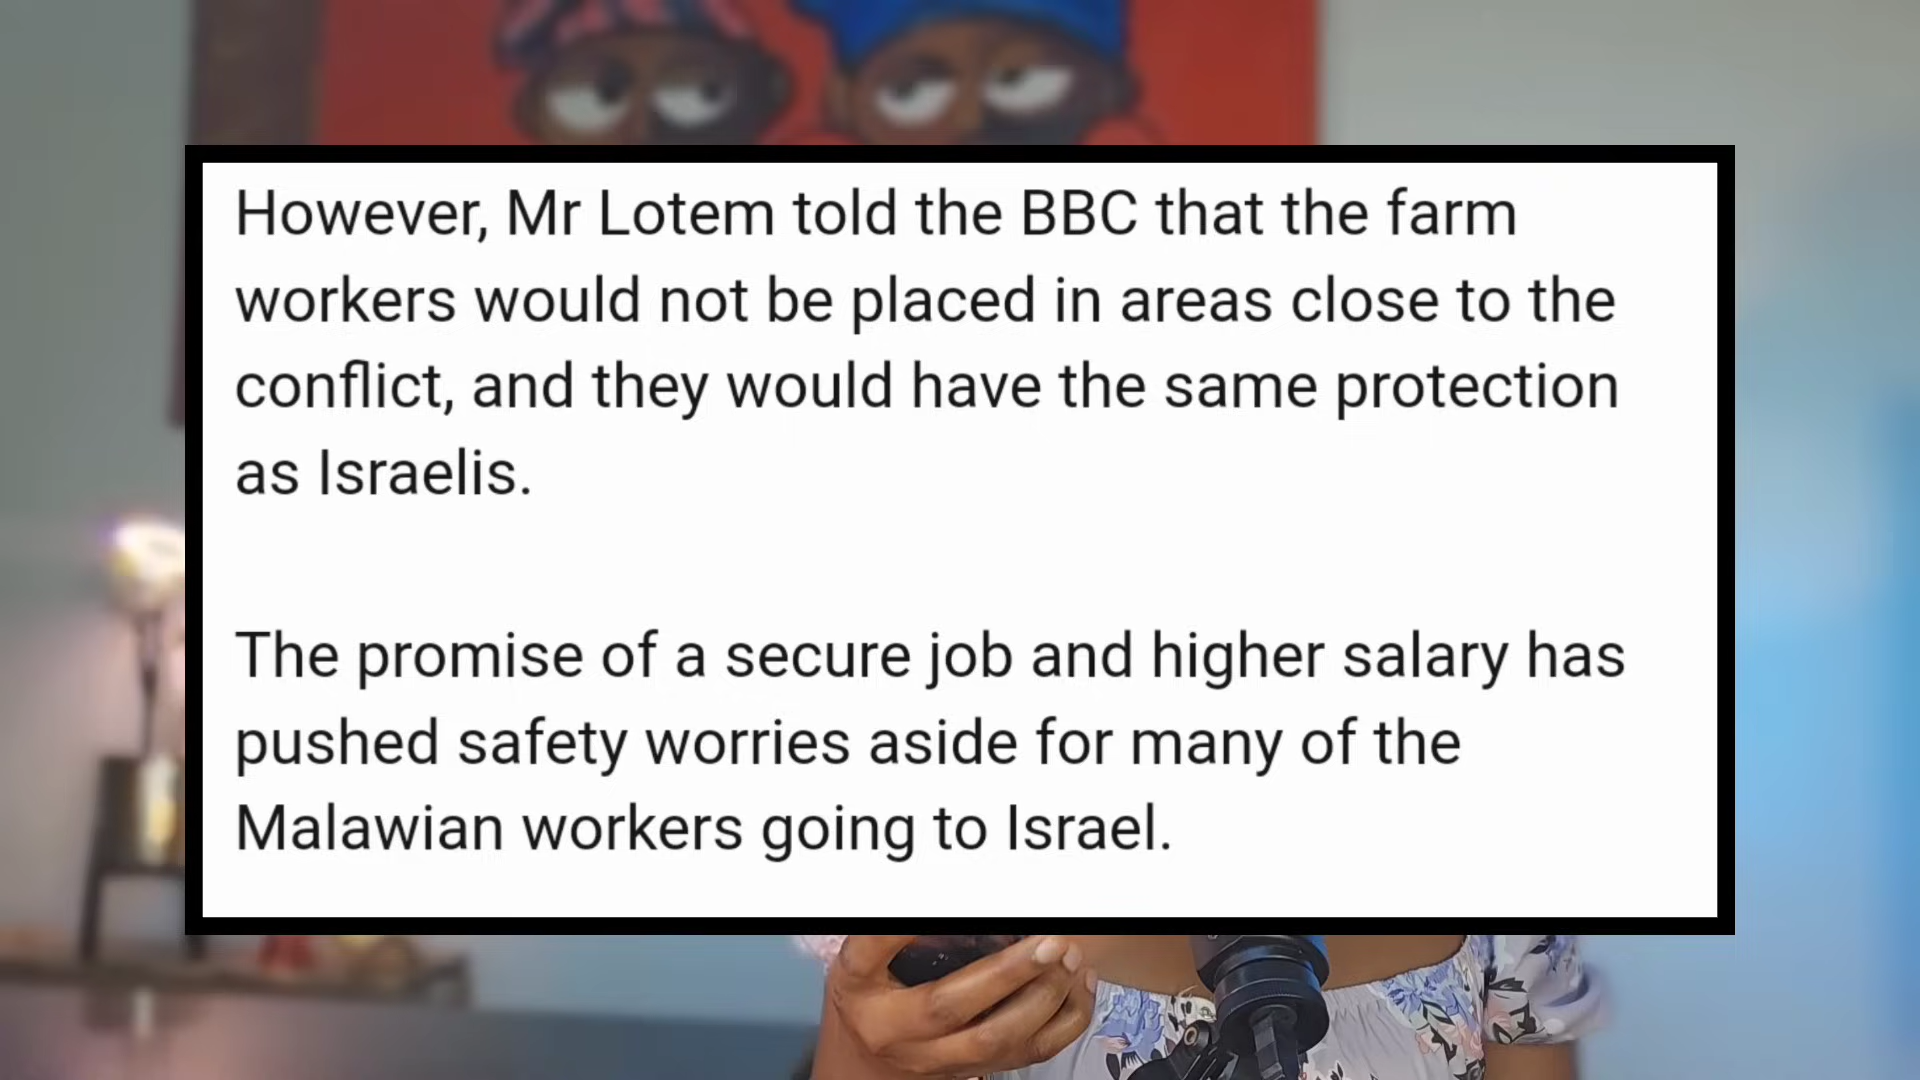 However, Mr Lotem told the BBC that the farm
workers would not be placed in areas close to the
conflict, and they would have the same protection
as Israelis.
The promise of a secure job and higher salary has
pushed safety worries aside for many of the
Malawian workers going to Israel.